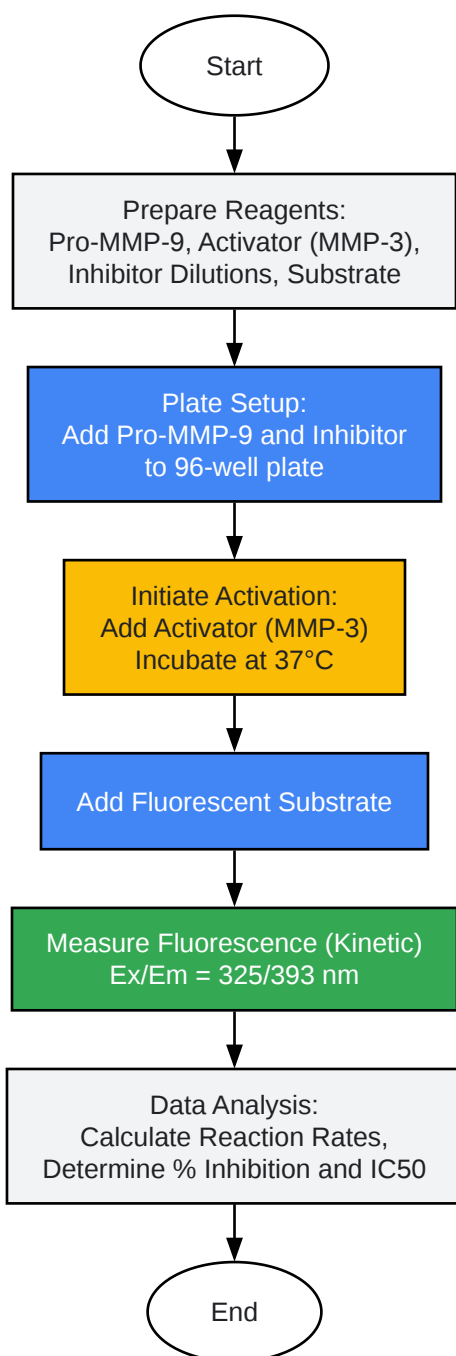 Start
Prepare Reagents:
Pro-MMP-9, Activator (MMP-3),
Inhibitor Dilutions, Substrate
Plate Setup:
Add Pro-MMP-9 and Inhibitor
to 96-well plate
Initiate Activation:
Add Activator (MMP-3)
Incubate at 37°C
Add Fluorescent Substrate
Measure Fluorescence (Kinetic)
Ex/Em = 325/393 nm
Data Analysis:
Calculate Reaction Rates,
Determine % Inhibition and IC50
End